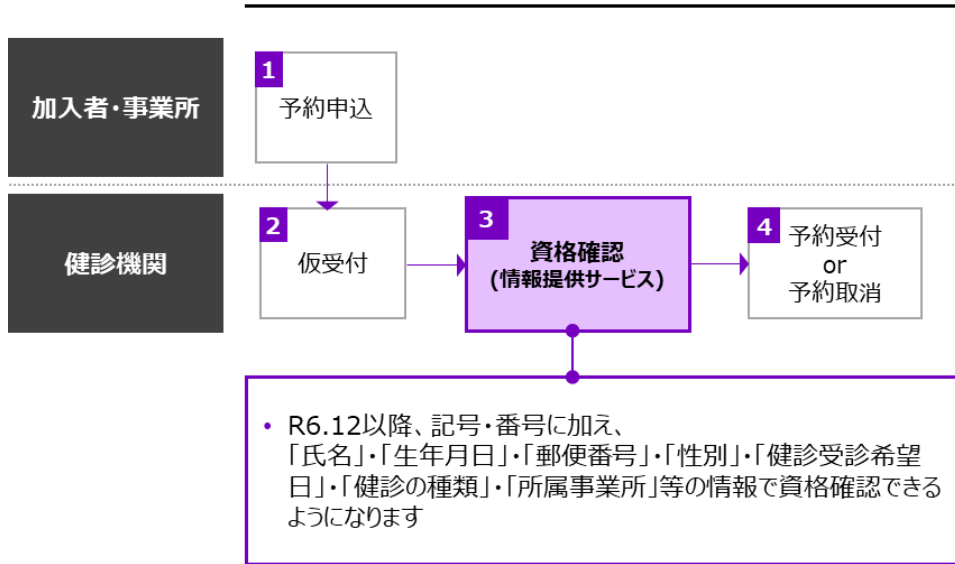 加入者・事業所
1
予約申込
健診機関
2
仮受付
3
資格確認
(情報提供サービス)
4
予約受付
or
予約取消
• R6.12以降、記号・番号に加え、
「氏名」・「生年月日」・「郵便番号」・「性別」・「健診受診希望
日」・「健診の種類」・「所属事業所」等の情報で資格確認できる
ようになります